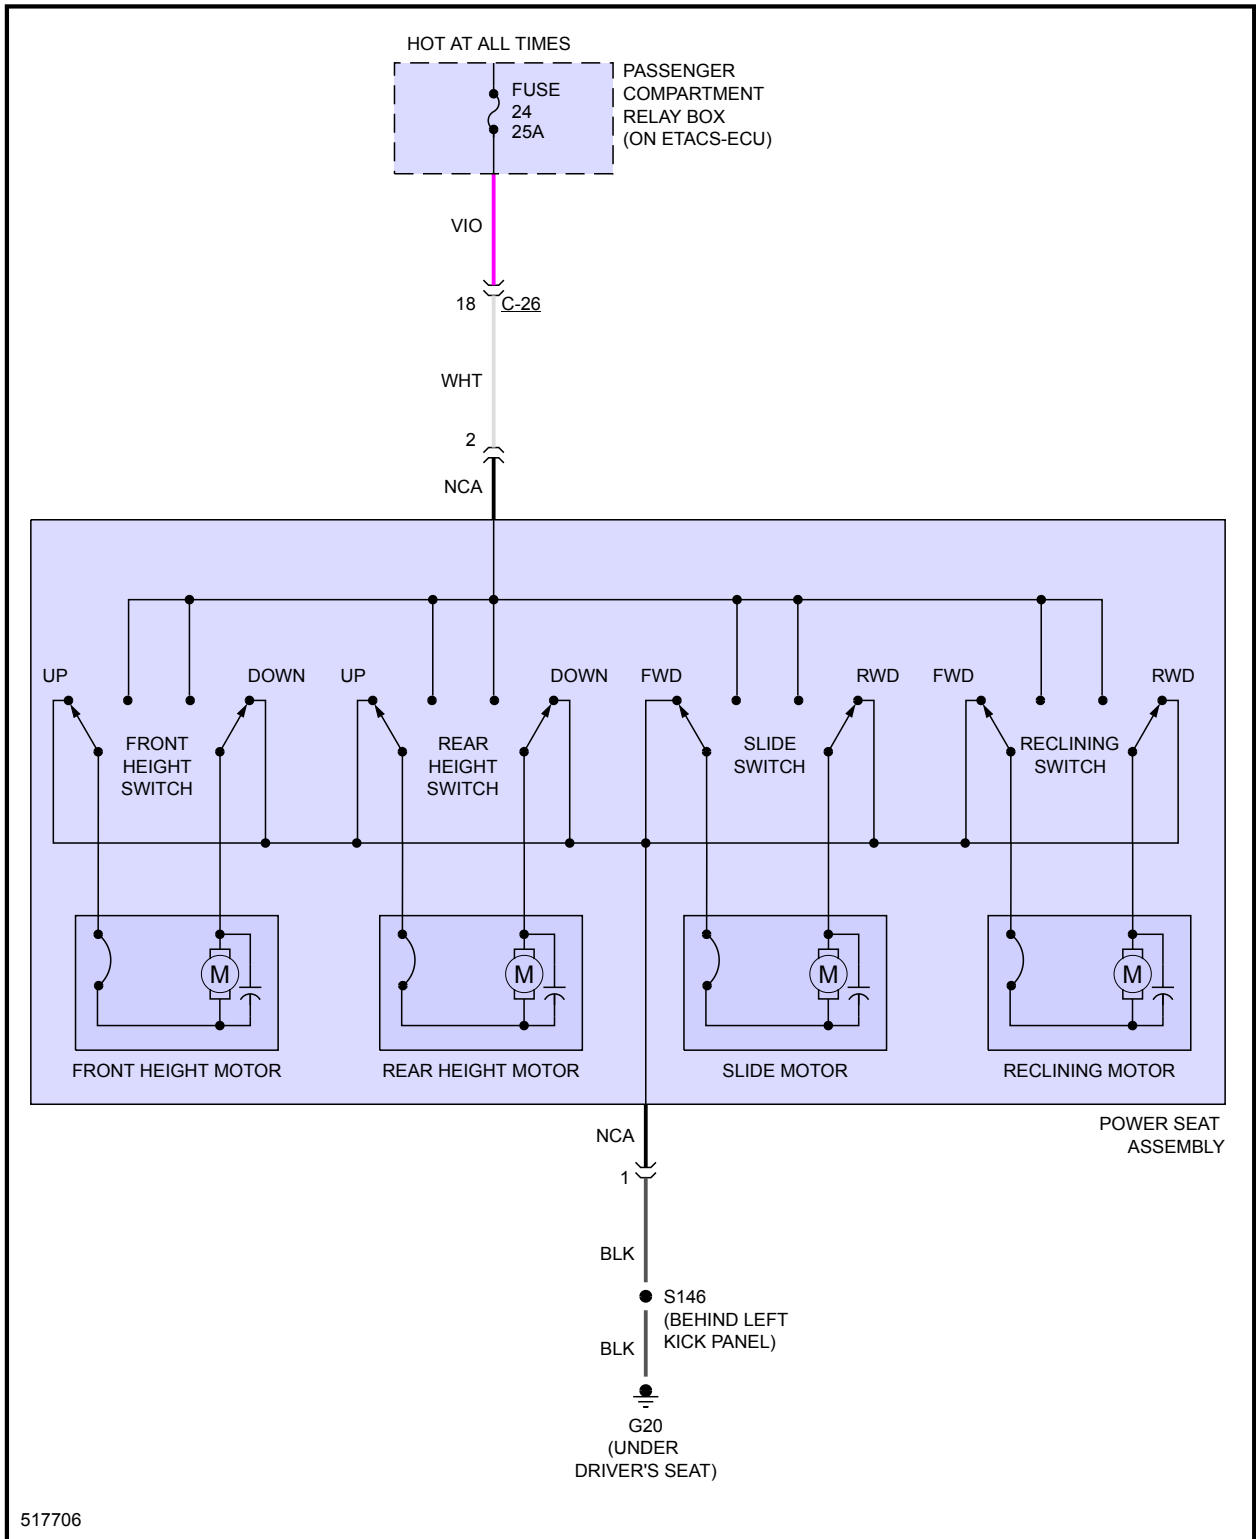 HOT AT ALL TIMES
FUSE
24
25A
PASSENGER
COMPARTMENT
RELAY BOX
(ON ETACS-ECU)
VIO
18 C-26
WHT
2
NCA
UP DOWN UP DOWN FWD RWD FWD RWD
FRONT
HEIGHT
SWITCH
REAR
HEIGHT
SWITCH
SLIDE
SWITCH
RECLINING
SWITCH
M M M M
FRONT HEIGHT MOTOR REAR HEIGHT MOTOR SLIDE MOTOR RECLINING MOTOR
POWER SEAT
ASSEMBLY
NCA
1
BLK
S146
(BEHIND LEFT
KICK PANEL)
BLK
G20
(UNDER
DRIVER'S SEAT)
517706